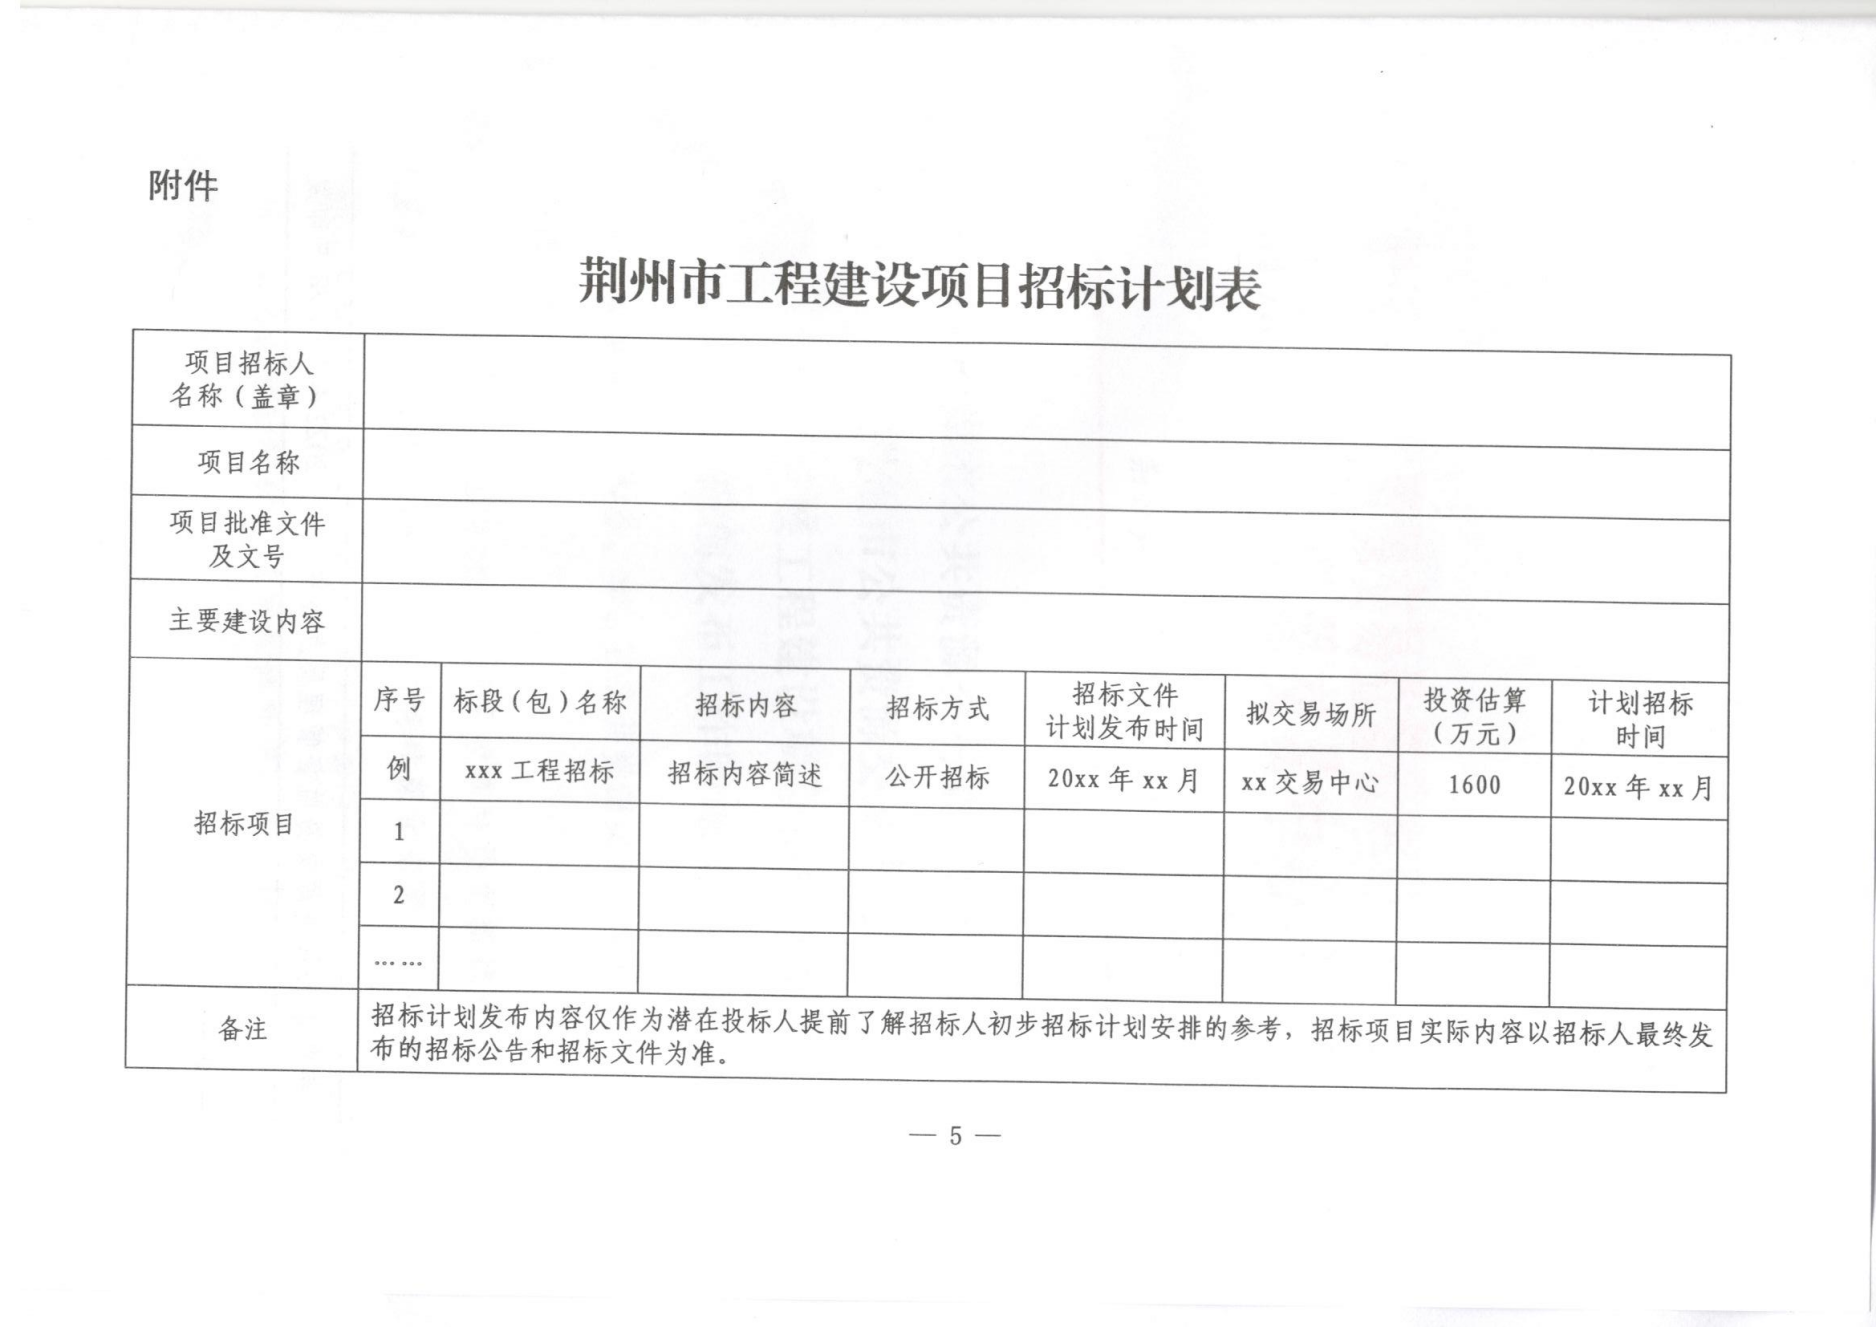 附件
荆州市工程建设项目招标计划表
项目招标人
名称(盖章)
项目名称
项目批准文件
及文号
主要建设内容
招标项目
序号 标段(包)名称 招标内容 招标方式 招标文件 计划发布时间 拟交易场所 投资估算 (万元) 计划招标 时间
例 xxx 工程招标 招标内容简述 公开招标 20xx 年 xx 月 xx 交易中心 1600 20xx 年 xx 月
1
2
……
备注
招标计划发布内容仅作为潜在投标人提前了解招标人初步招标计划安排的参考，招标项目实际内容以招标人最终发
布的招标公告和招标文件为准。
— 5 —